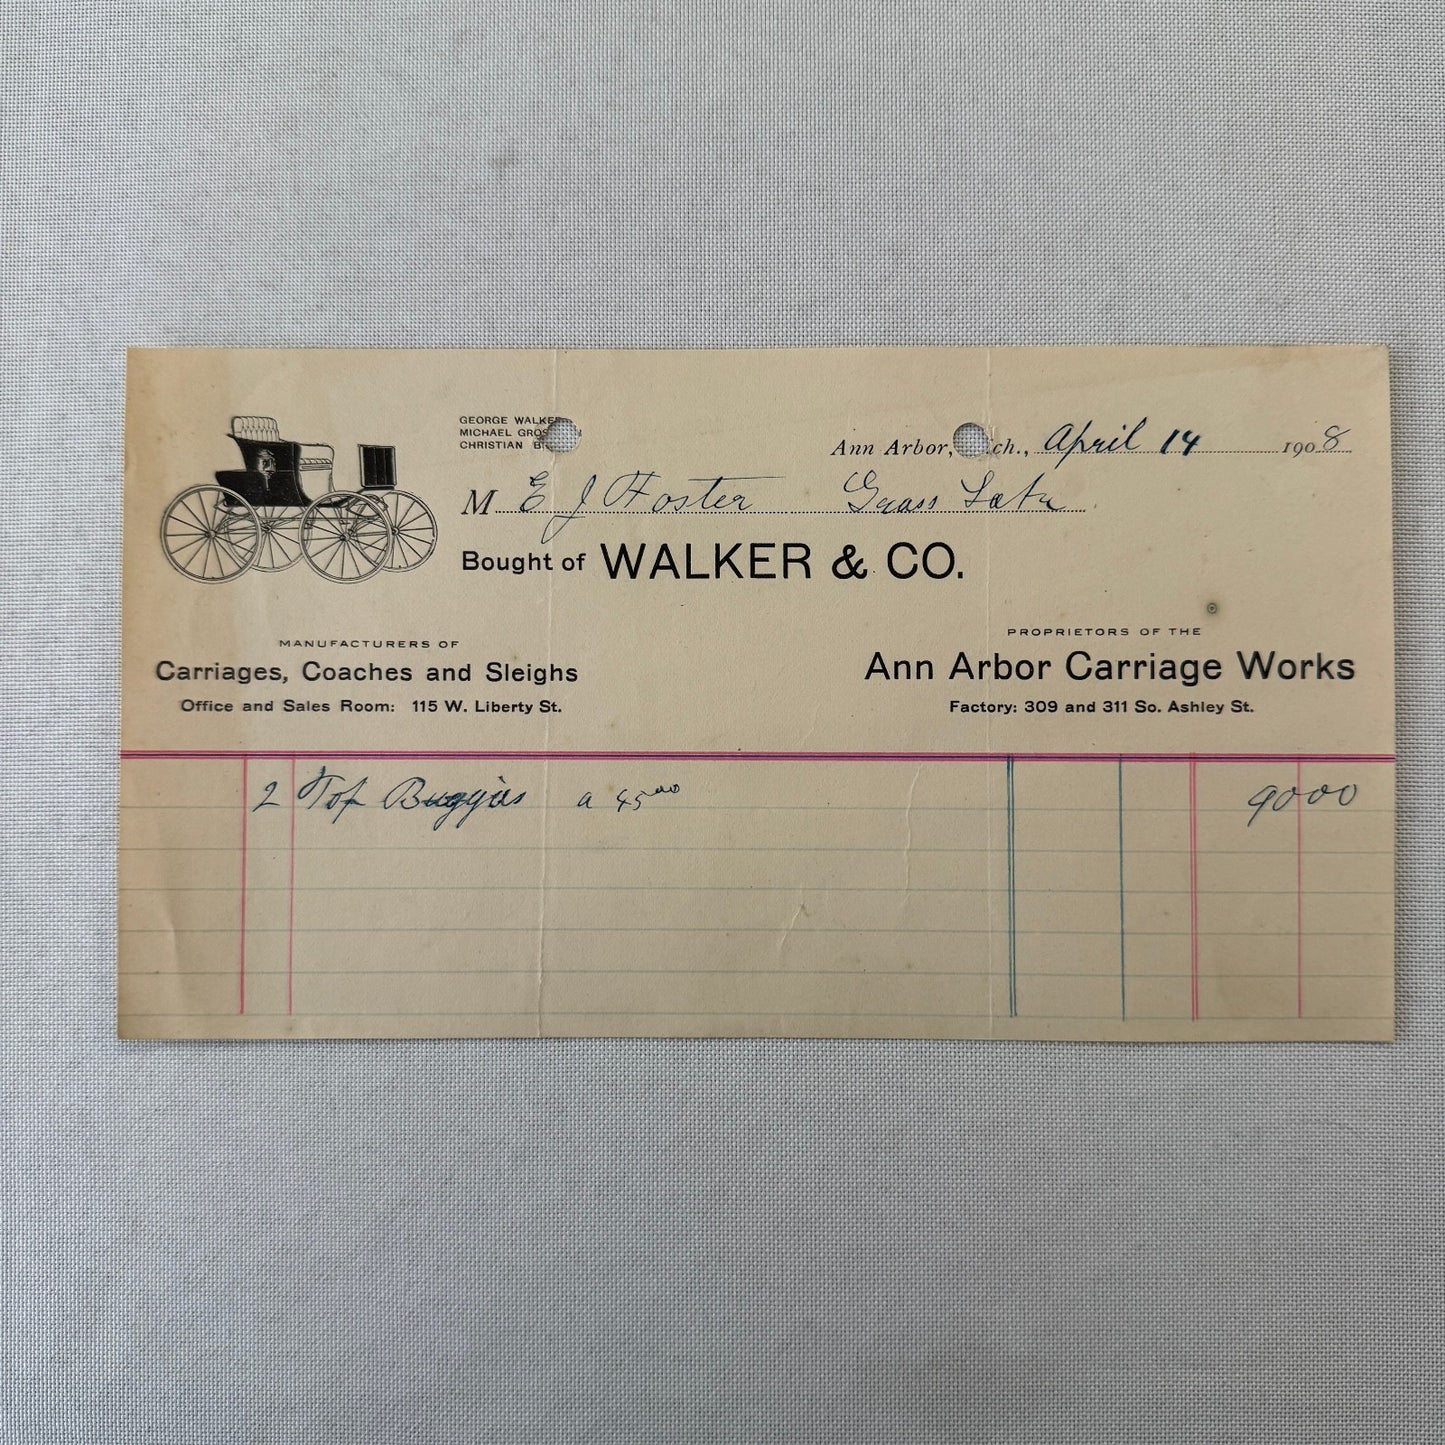 GEORGE WALKER
MICHAEL
CHRISTIAN
Ann Arbor, Mich., April 14 1908
M E J Foster Grass Lake
Bought of WALKER & CO.
MANUFACTURERS OF
Carriages, Coaches and Sleighs
Office and Sales Room: 115 W. Liberty St.
PROPRIETORS OF THE
Ann Arbor Carriage Works
Factory: 309 and 311 So. Ashley St.
2 Top Buggies a 45 00 90 00